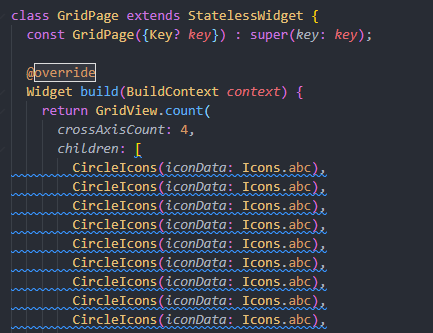 class GridPage extends StatelessWidget {
const GridPage({Key? key}) : super(key: key);
@override
Widget build(BuildContext context) {
return GridView.count(
crossAxisCount: 4,
children: [
CircleIcons(iconData: Icons.abc),
CircleIcons(iconData: Icons.abc),
CircleIcons(iconData: Icons.abc),
CircleIcons(iconData: Icons.abc),
CircleIcons(iconData: Icons.abc),
CircleIcons(iconData: Icons.abc),
CircleIcons(iconData: Icons.abc),
CircleIcons(iconData: Icons.abc),
CircleIcons(iconData: Icons.abc),